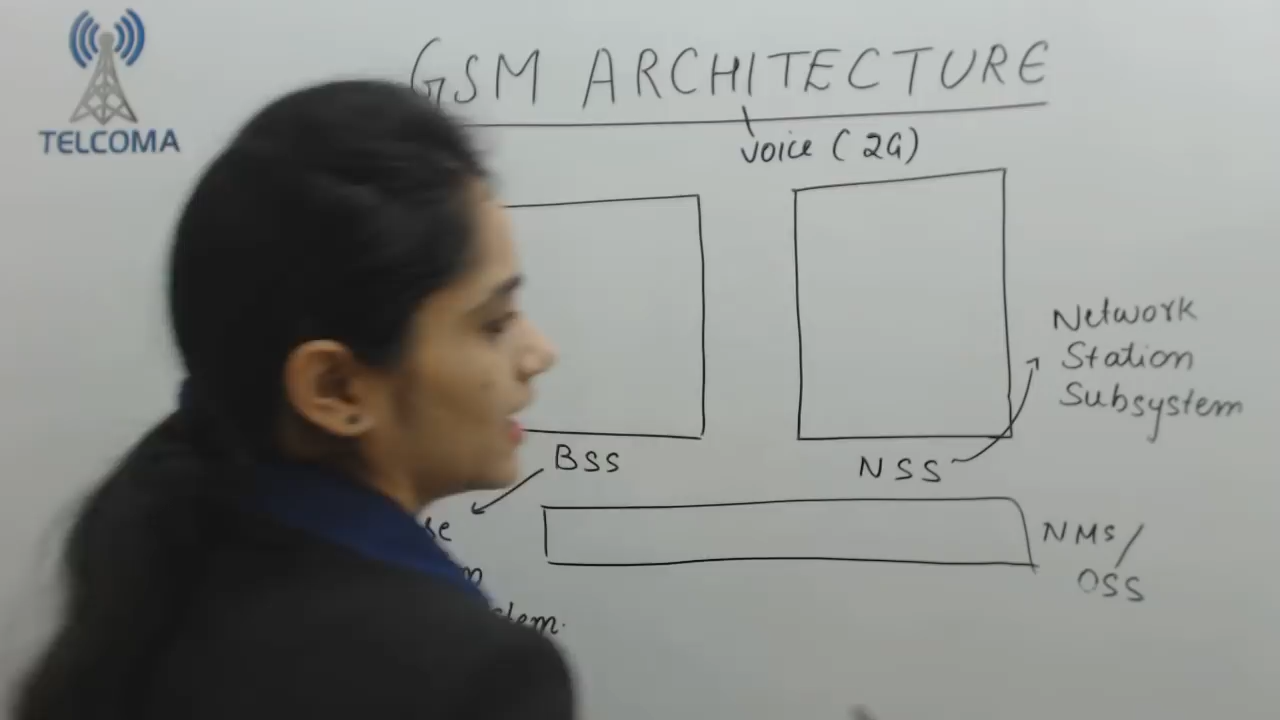 TELCOMA
GSM ARCHITECTURE
Voice (2G)
Network
Station
Subsystem
BSS
NSS
NMS/
OSS